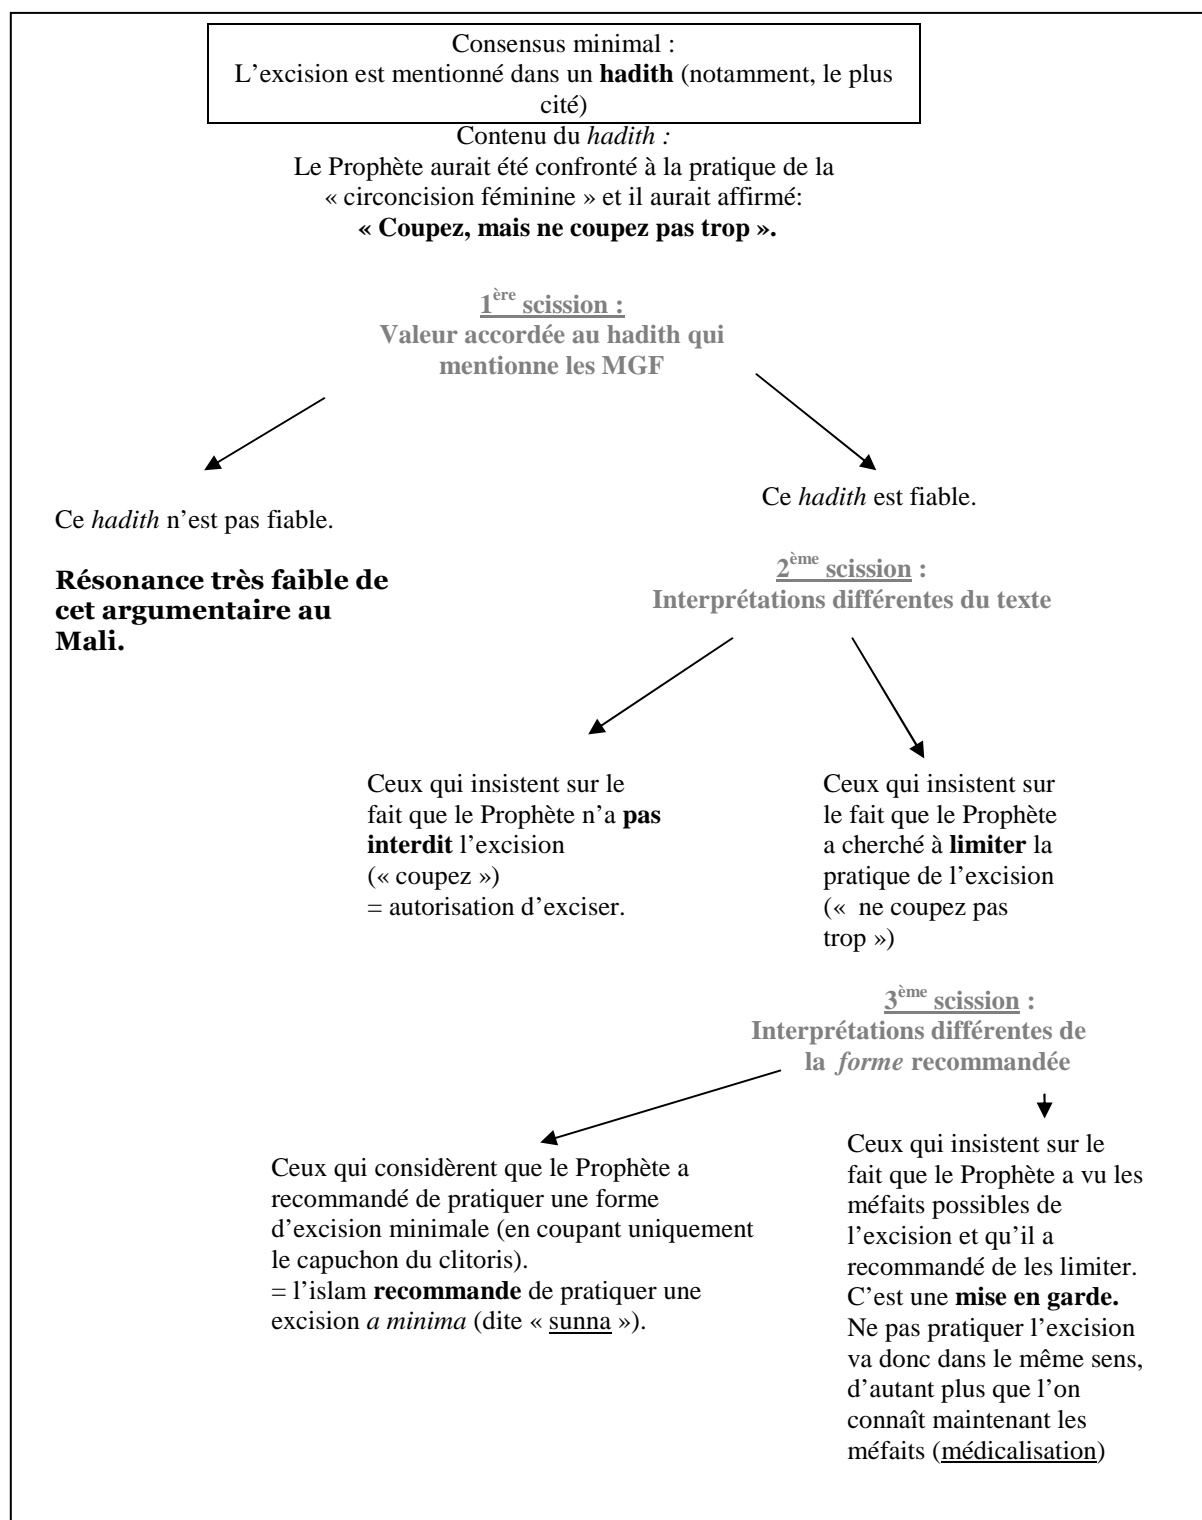 Consensus minimal :
L’excision est mentionné dans un hadith (notamment, le plus
cité)
Contenu du hadith :
Le Prophète aurait été confronté à la pratique de la
« circoncision féminine » et il aurait affirmé:
« Coupez, mais ne coupez pas trop ».
1ère scission :
Valeur accordée au hadith qui
mentionne les MGF
Ce hadith n’est pas fiable.
Résonance très faible de
cet argumentaire au
Mali.
Ce hadith est fiable.
2ème scission :
Interprétations différentes du texte
Ceux qui insistent sur le
fait que le Prophète n’a pas
interdit l’excision
(« coupez »)
= autorisation d’exciser.
Ceux qui insistent sur
le fait que le Prophète
a cherché à limiter la
pratique de l’excision
(«  ne coupez pas
trop »)
3ème scission :
Interprétations différentes de
la forme recommandée
Ceux qui considèrent que le Prophète a
recommandé de pratiquer une forme
d’excision minimale (en coupant uniquement
le capuchon du clitoris).
= l’islam recommande de pratiquer une
excision a minima (dite « sunna »).
Ceux qui insistent sur le
fait que le Prophète a vu les
méfaits possibles de
l’excision et qu’il a
recommandé de les limiter.
C’est une mise en garde.
Ne pas pratiquer l’excision
va donc dans le même sens,
d’autant plus que l’on
connaît maintenant les
méfaits (médicalisation)